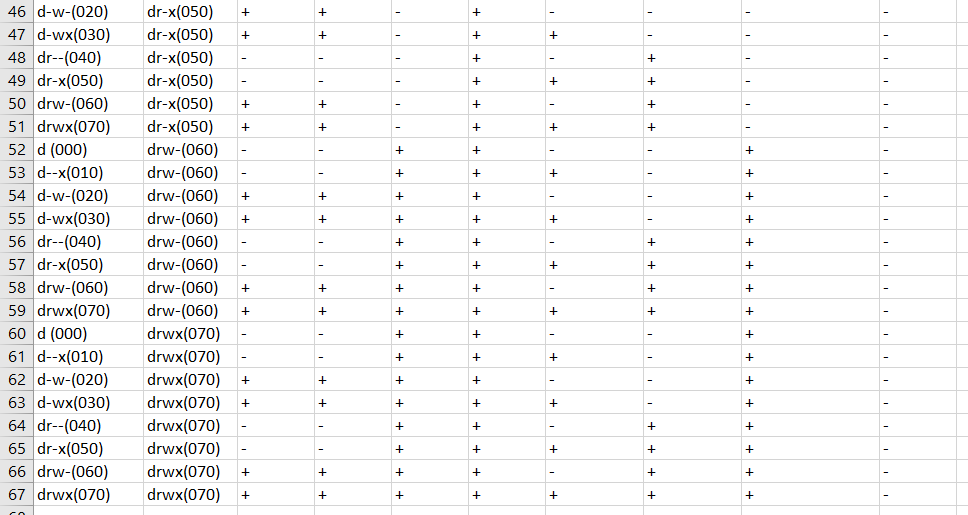 46 d-w-(020) dr-x(050) + + - + - - - -
47 d-wx(030) dr-x(050) + + - + + - - -
48 dr--(040) dr-x(050) - - - + - + - -
49 dr-x(050) dr-x(050) - - - + + + - -
50 drw-(060) dr-x(050) + + - + - + - -
51 drwx(070) dr-x(050) + + - + + + - -
52 d (000) drw-(060) - - + + - - + -
53 d--x(010) drw-(060) - - + + + - + -
54 d-w-(020) drw-(060) + + + + - - + -
55 d-wx(030) drw-(060) + + + + + - + -
56 dr--(040) drw-(060) - - + + - + + -
57 dr-x(050) drw-(060) - - + + + + + -
58 drw-(060) drw-(060) + + + + - + + -
59 drwx(070) drw-(060) + + + + + + + -
60 d (000) drwx(070) - - + + - - + -
61 d--x(010) drwx(070) - - + + + - + -
62 d-w-(020) drwx(070) + + + + - - + -
63 d-wx(030) drwx(070) + + + + + - + -
64 dr--(040) drwx(070) - - + + - + + -
65 dr-x(050) drwx(070) - - + + + + + -
66 drw-(060) drwx(070) + + + + - + + -
67 drwx(070) drwx(070) + + + + + + + -